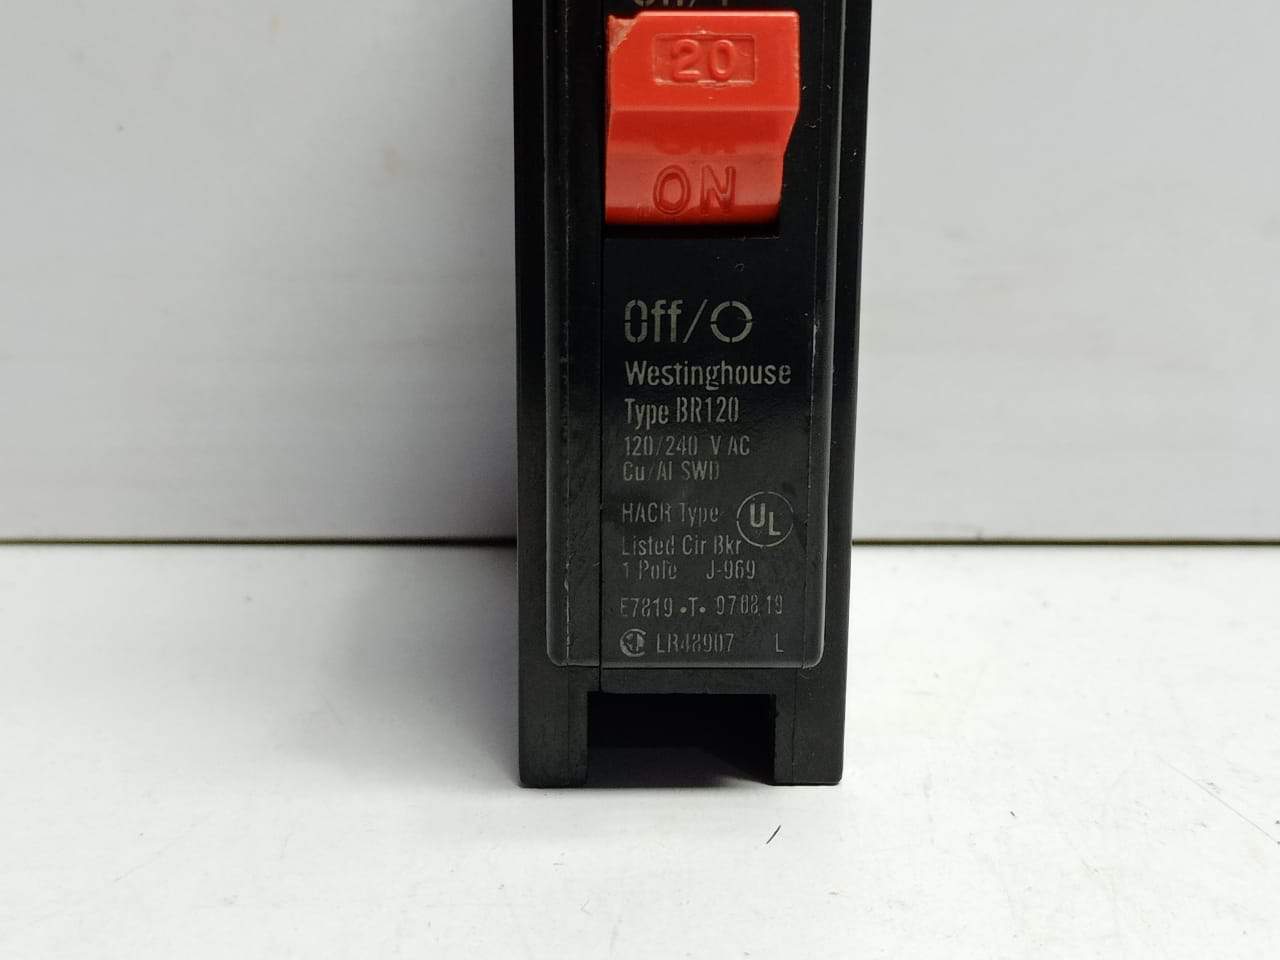 20
ON
Off/O
Westinghouse
Type BR120
120/240 V AC
Cu/Al SWD
HACR Type UL
Listed Cir Bkr
1 Pole J-969
E7819 •T• 07.08.19
LR48907 L